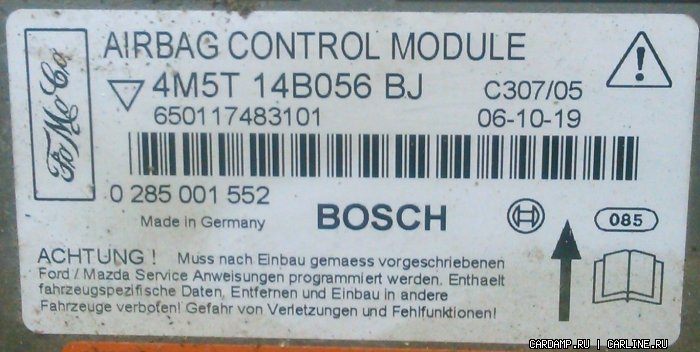 FoMoCo
AIRBAG CONTROL MODULE
4M5T 14B056 BJ
C307/05
650117483101
06-10-19
0 285 001 552
Made in Germany
BOSCH
085
ACHTUNG ! Muss nach Einbau gemaess vorgeschriebenen
Ford / Mazda Service Anweisungen programmiert werden. Enthaelt
fahrzeugspezifische Daten, Entfernen und Einbau in andere
Fahrzeuge verboten! Gefahr von Verletzungen und Fehlfunktionen!
CARDAMP.RU | CARLINE.RU